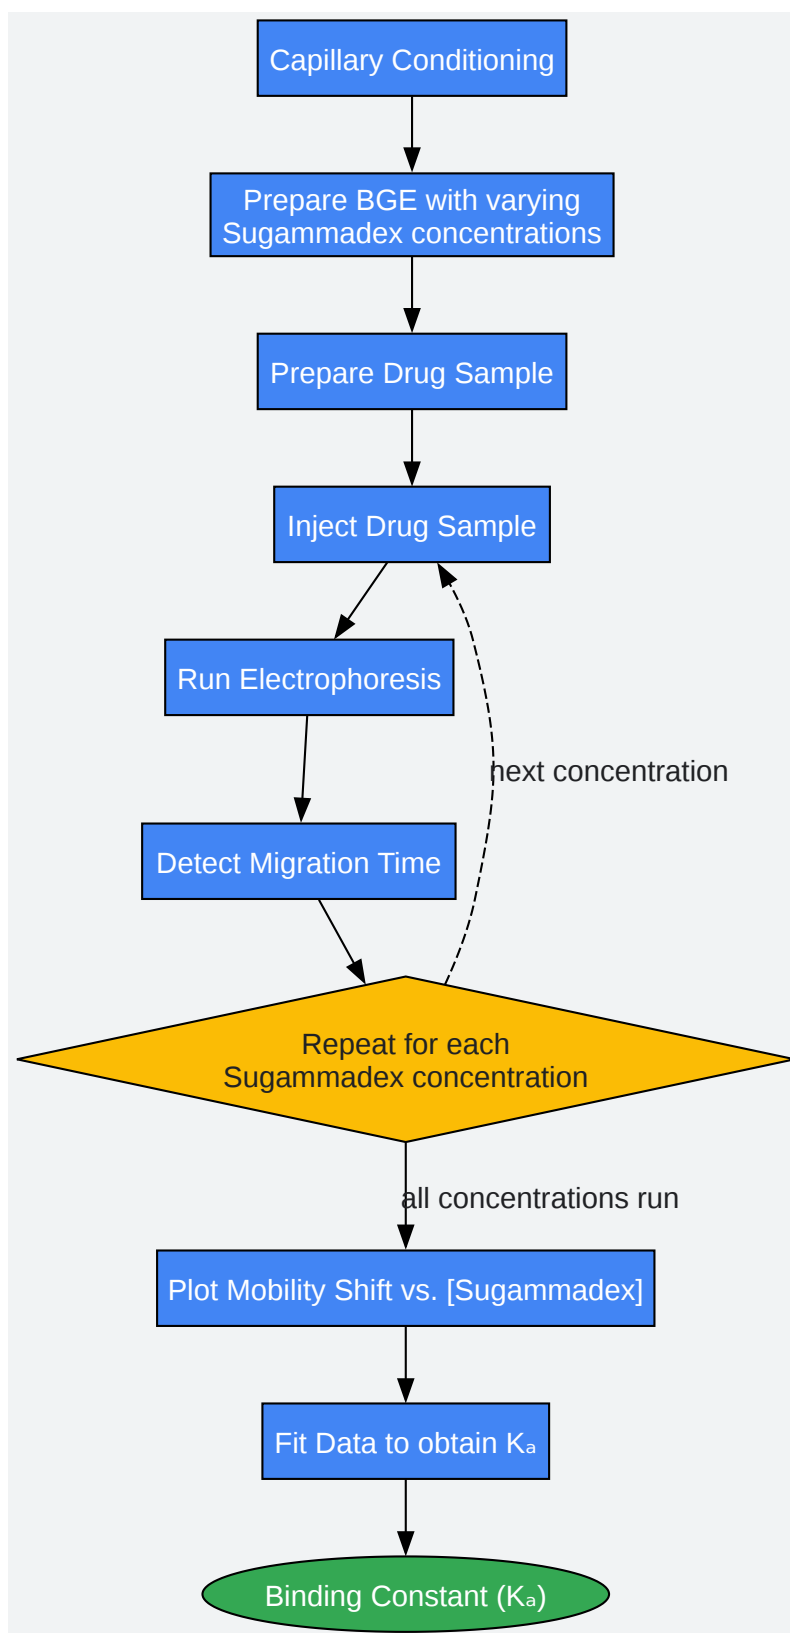 Capillary Conditioning
Prepare BGE with varying
Sugammadex concentrations
Prepare Drug Sample
Inject Drug Sample
Run Electrophoresis
next concentration
Detect Migration Time
Repeat for each
Sugammadex concentration
all concentrations run
Plot Mobility Shift vs. [Sugammadex]
Fit Data to obtain Kₐ
Binding Constant (Kₐ)